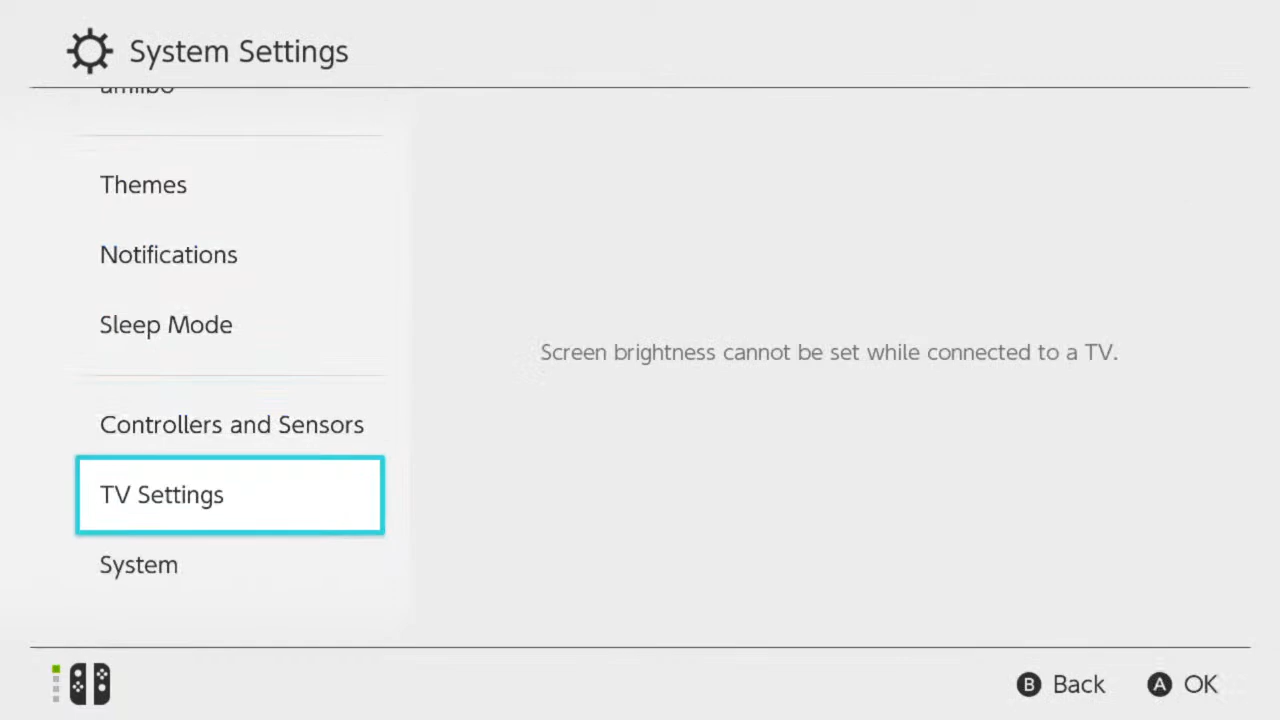 System Settings
amiibo
Themes
Notifications
Sleep Mode
Screen brightness cannot be set while connected to a TV.
Controllers and Sensors
TV Settings
System
B Back
A OK